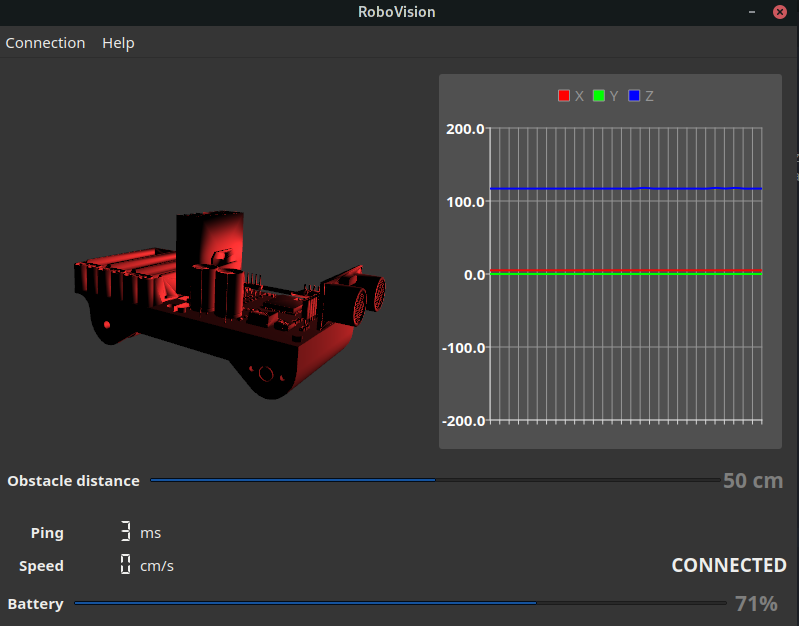 RoboVision
Connection Help
X Y Z
200.0
100.0
0.0
-100.0
-200.0
Obstacle distance 50 cm
Ping 3 ms
Speed 0 cm/s
CONNECTED
Battery 71%